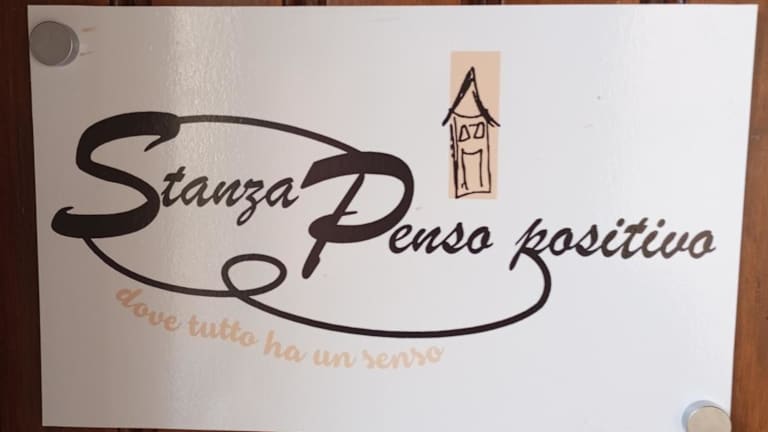 Stanza Penso positivo
dove tutto ha un senso